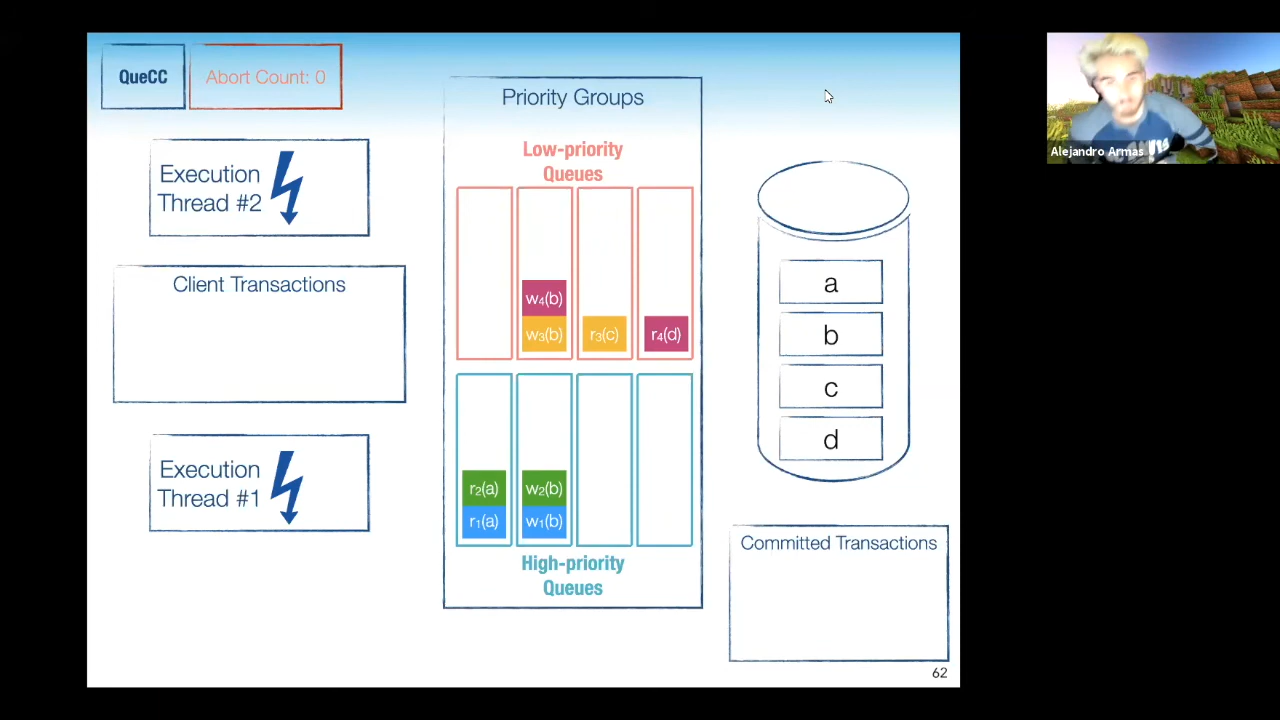 QueCC
Abort Count: 0
Execution
Thread #2
Client Transactions
Execution
Thread #1
Priority Groups
Low-priority
Queues
w4(b)
w3(b)
r3(c)
r4(d)
r2(a)
w2(b)
r1(a)
w1(b)
High-priority
Queues
a
b
c
d
Committed Transactions
62
Alejandro Armas